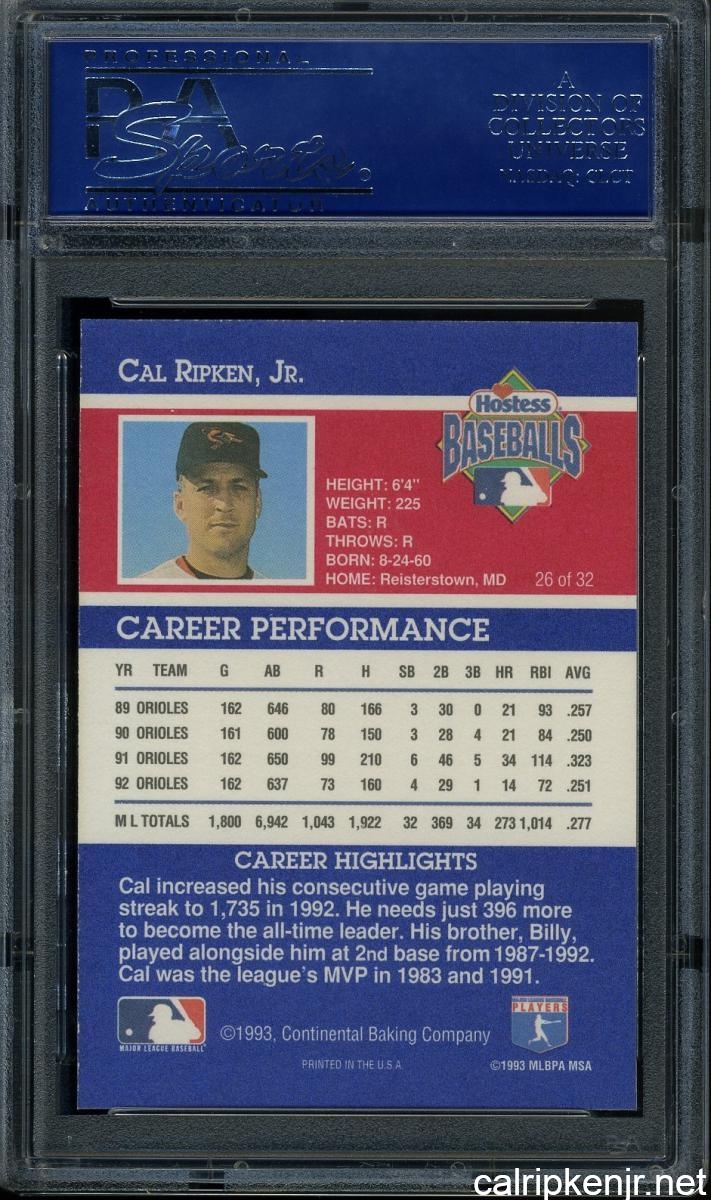 PROFESSIONAL
PSA
Sports
AUTHENTICATOR
A
DIVISION OF
COLLECTORS
UNIVERSE
NASDAQ: CLCT
CAL RIPKEN, JR.
Hostess
BASEBALLS
HEIGHT: 6'4"
WEIGHT: 225
BATS: R
THROWS: R
BORN: 8-24-60
HOME: Reisterstown, MD 26 of 32
CAREER PERFORMANCE
YR TEAM G AB R H SB 2B 3B HR RBI AVG
89 ORIOLES 162 646 80 166 3 30 0 21 93 .257
90 ORIOLES 161 600 78 150 3 28 4 21 84 .250
91 ORIOLES 162 650 99 210 6 46 5 34 114 .323
92 ORIOLES 162 637 73 160 4 29 1 14 72 .251
M L TOTALS 1,800 6,942 1,043 1,922 32 369 34 273 1,014 .277
CAREER HIGHLIGHTS
Cal increased his consecutive game playing
streak to 1,735 in 1992. He needs just 396 more
to become the all-time leader. His brother, Billy,
played alongside him at 2nd base from 1987-1992.
Cal was the league's MVP in 1983 and 1991.
MAJOR LEAGUE BASEBALL
©1993, Continental Baking Company
MAJOR LEAGUE BASEBALL
PLAYERS
PRINTED IN THE U.S.A.
©1993 MLBPA MSA
PSA
calripkenjr.net